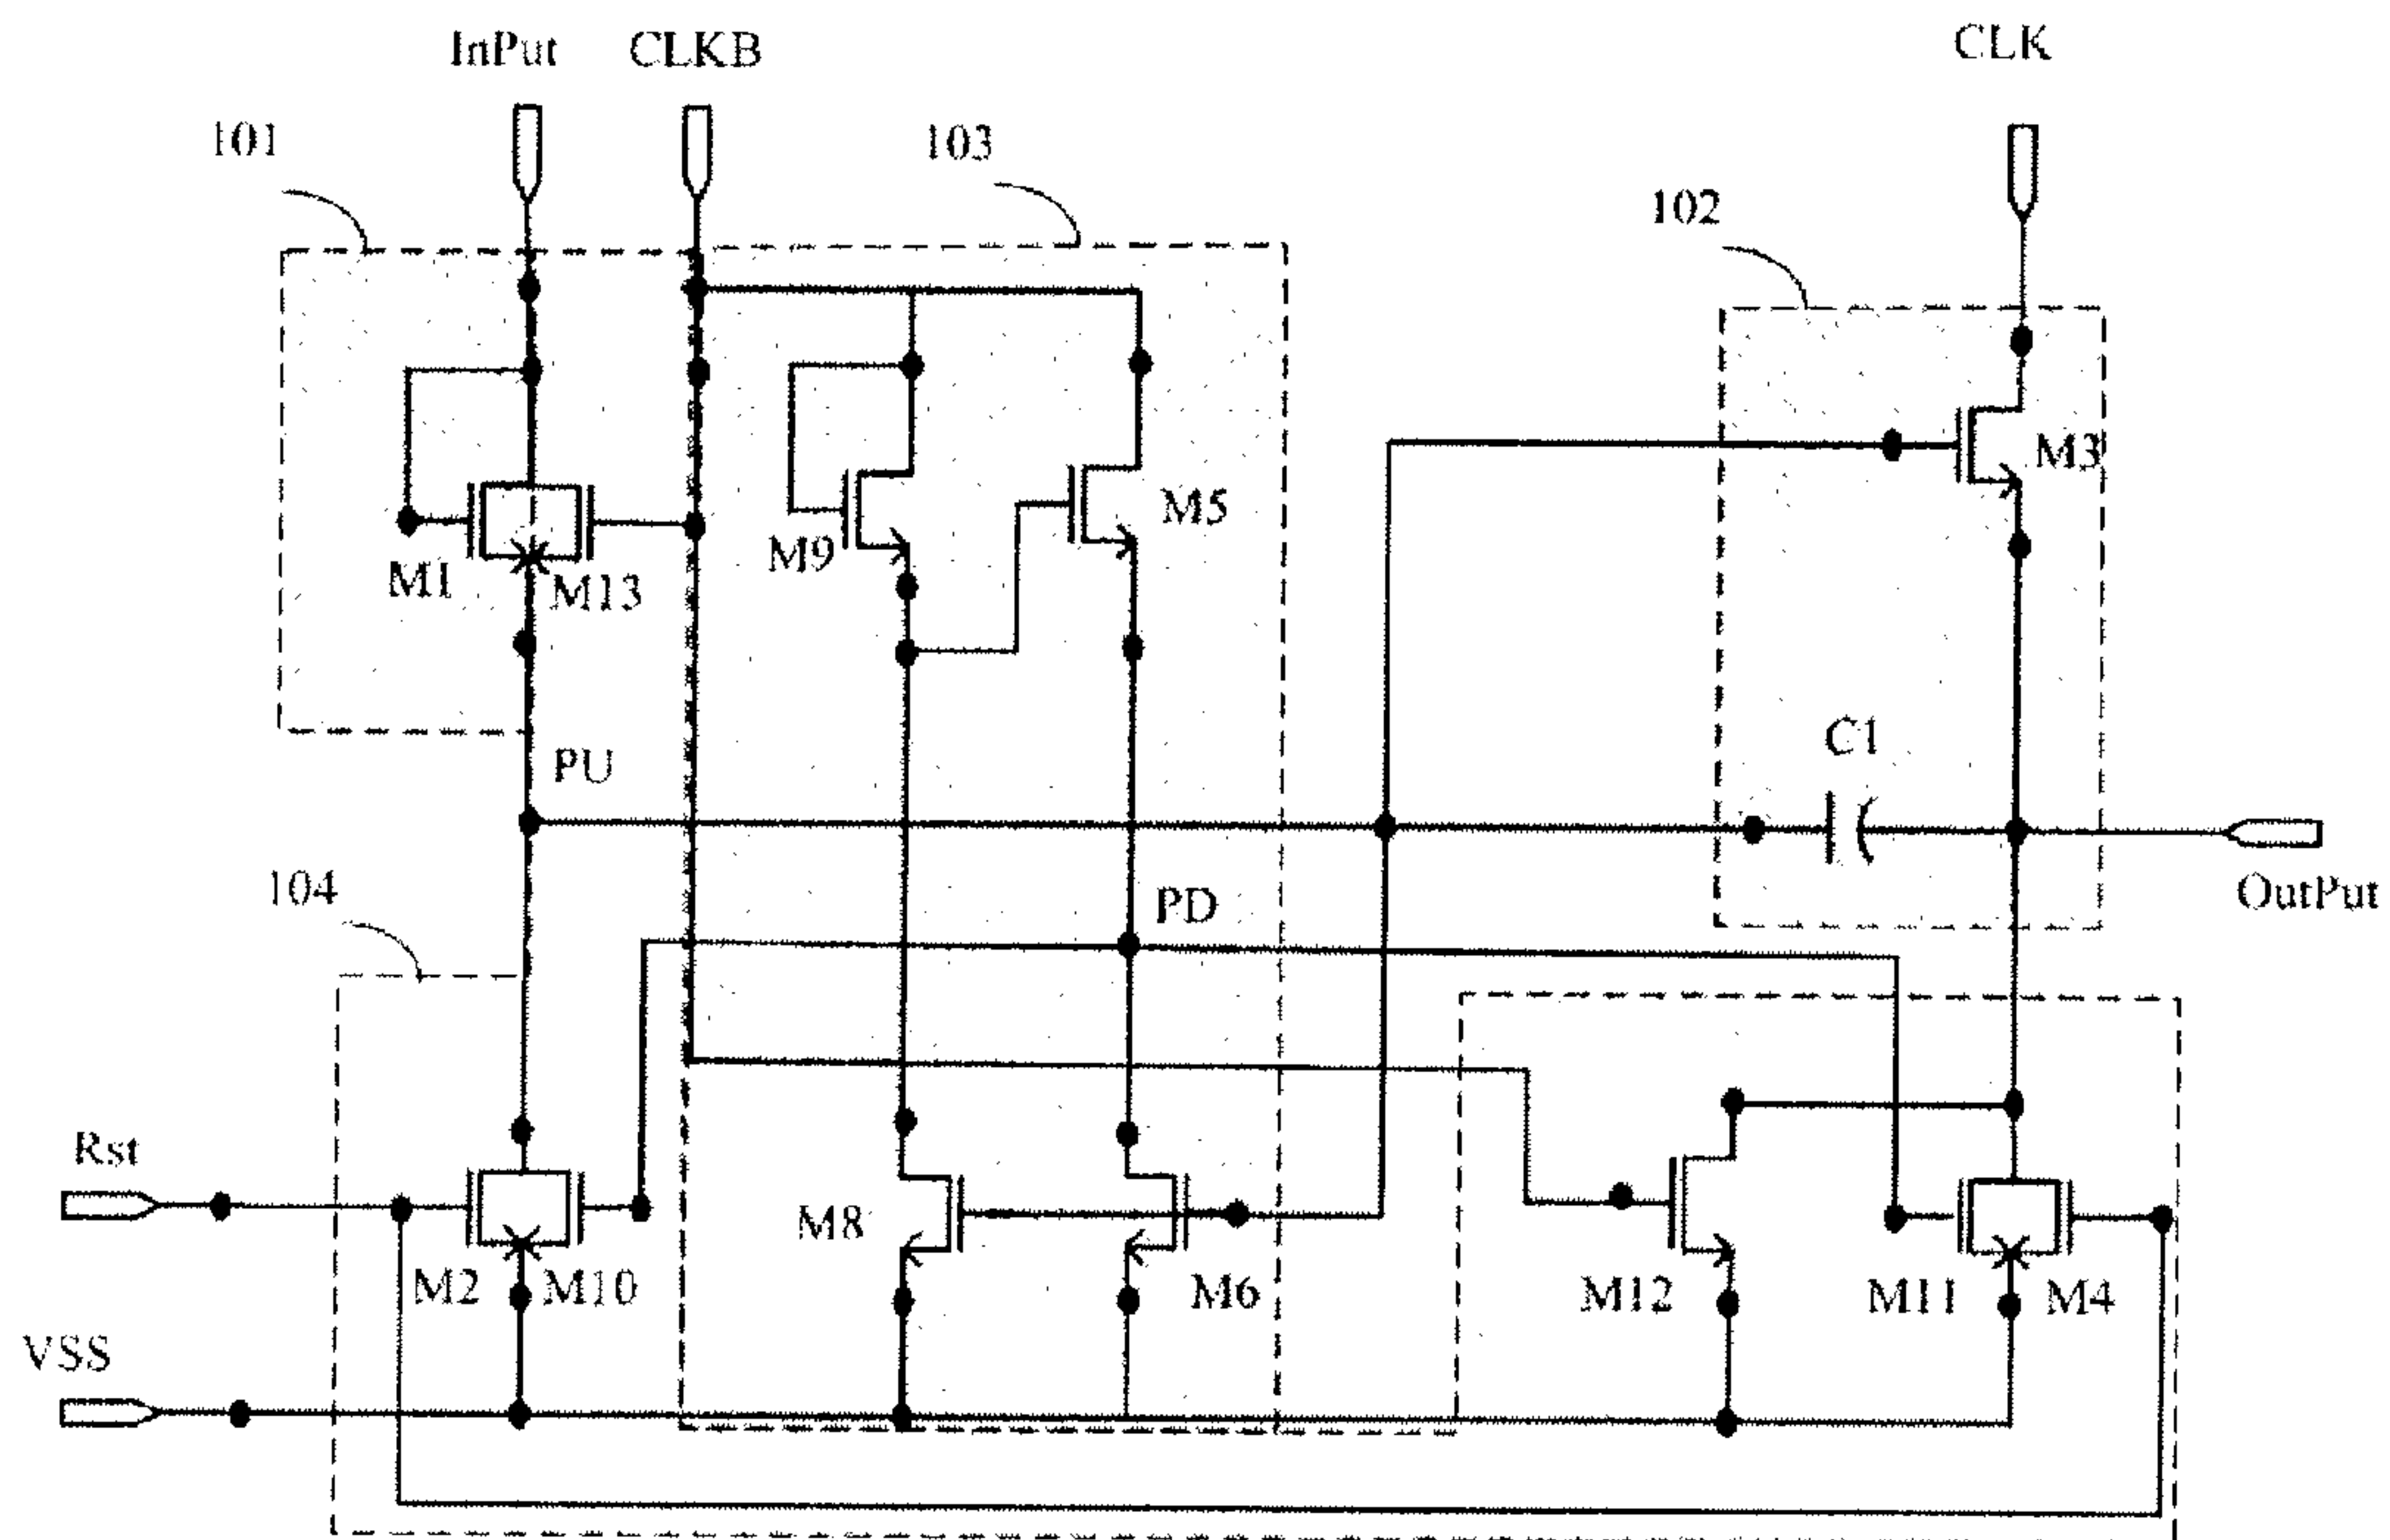 InPut
CLKB
CLK
101
103
102
M3
M5
M9
M1
M13
C1
PU
104
PD
OutPut
Rst
M8
M2
M10
M6
M12
M11
M4
VSS